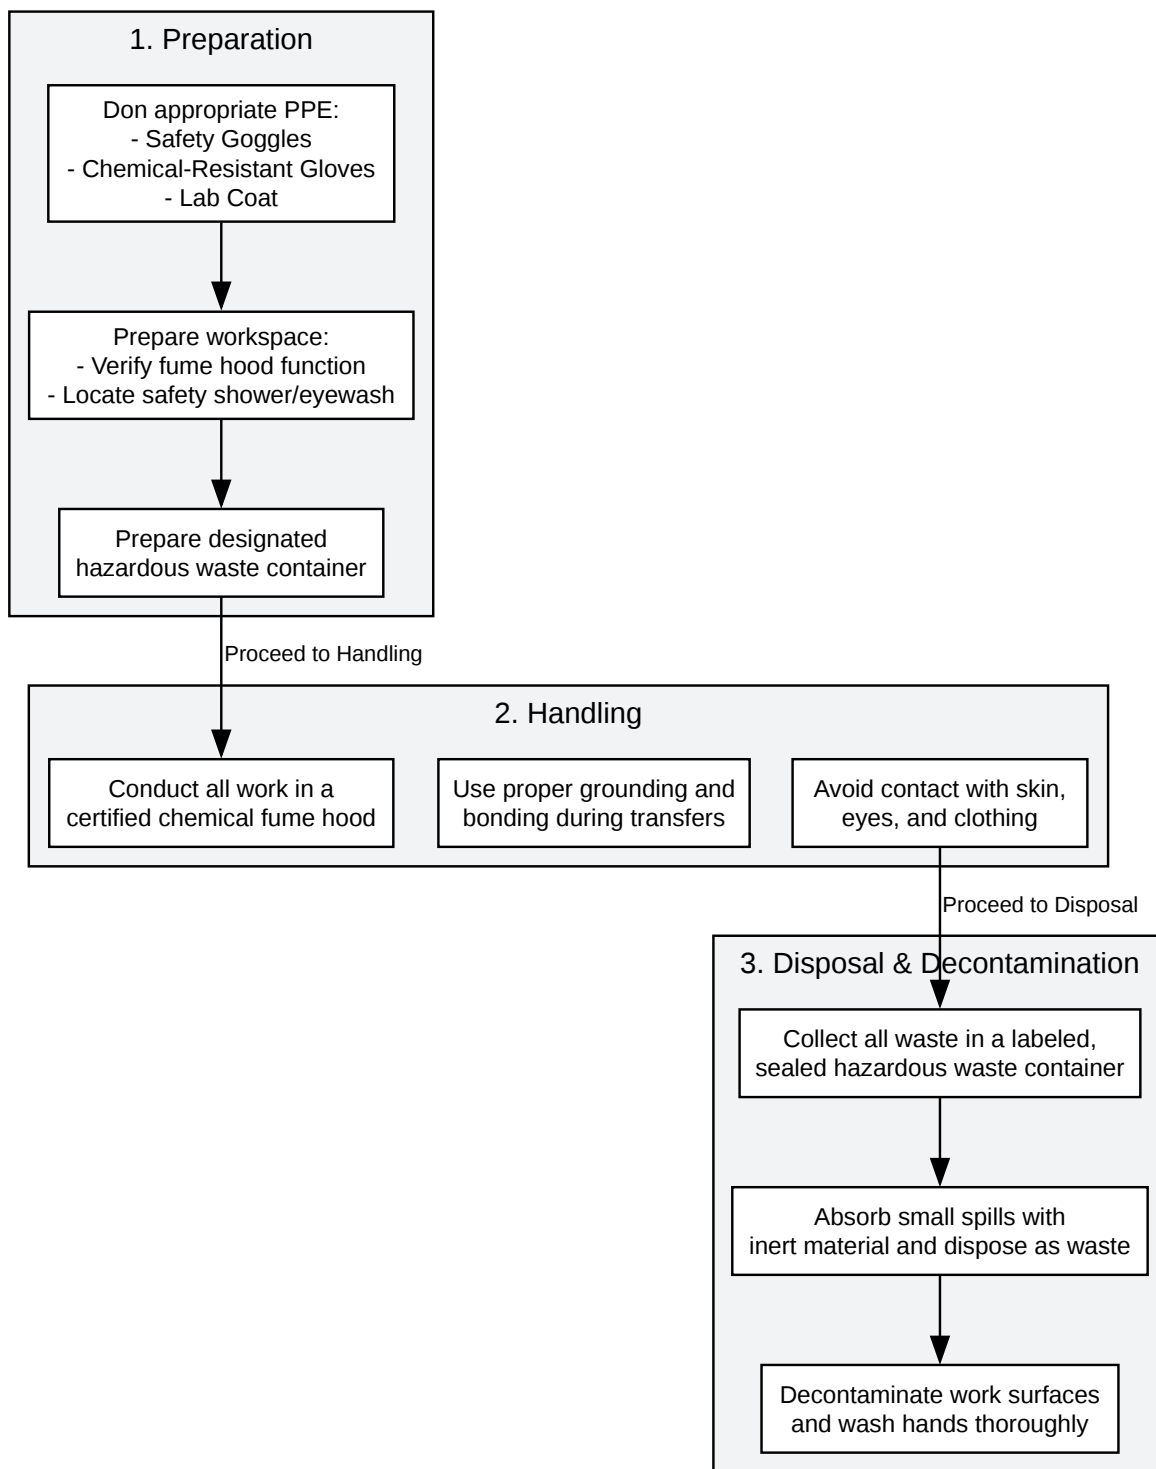 1. Preparation
Don appropriate PPE:
- Safety Goggles
- Chemical-Resistant Gloves
- Lab Coat
Prepare workspace:
- Verify fume hood function
- Locate safety shower/eyewash
Prepare designated
hazardous waste container
Proceed to Handling
2. Handling
Conduct all work in a
certified chemical fume hood
Use proper grounding and
bonding during transfers
Avoid contact with skin,
eyes, and clothing
Proceed to Disposal
3. Disposal & Decontamination
Collect all waste in a labeled,
sealed hazardous waste container
Absorb small spills with
inert material and dispose as waste
Decontaminate work surfaces
and wash hands thoroughly